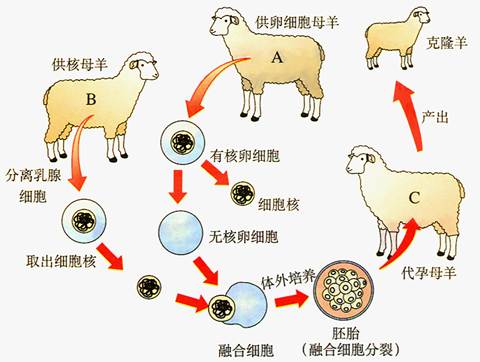 供卵细胞母羊
A
克隆羊
供核母羊
B
产出
有核卵细胞
分离乳腺
细胞
细胞核
C
无核卵细胞
取出细胞核
体外培养
代孕母羊
融合细胞
胚胎
(融合细胞分裂)